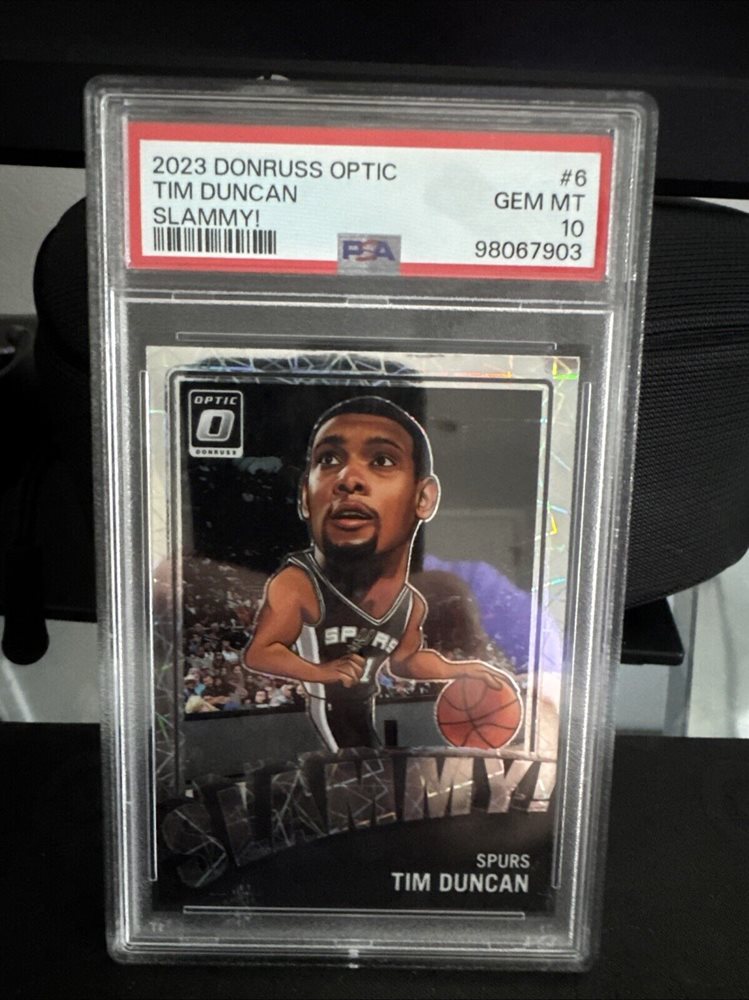 2023 DONRUSS OPTIC #6
TIM DUNCAN GEM MT
SLAMMY! 10
PSA 98067903
OPTIC
O
DONRUSS
SPURS
1
SLAMMY!
SPURS
TIM DUNCAN